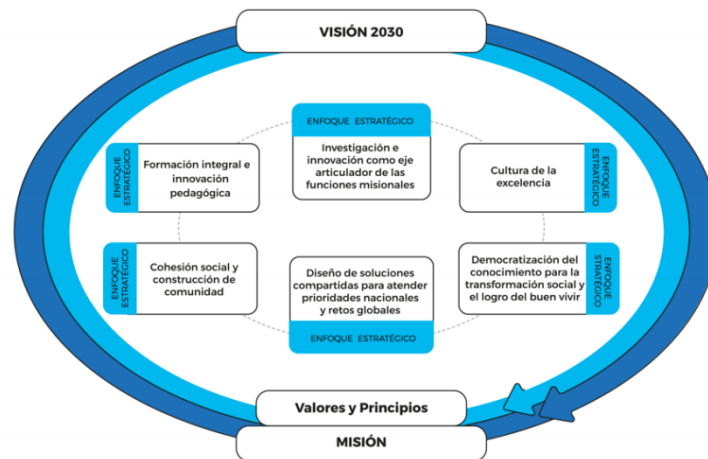 VISIÓN 2030
ENFOQUE ESTRATÉGICO
Investigación e
innovación como eje
articulador de las
funciones misionales
ENFOQUE
ESTRATÉGICO
Formación integral e
innovación
pedagógica
Cultura de la
excelencia
ENFOQUE
ESTRATÉGICO
ENFOQUE
ESTRATÉGICO
Cohesión social y
construcción de
comunidad
Diseño de soluciones
compartidas para atender
prioridades nacionales
y retos globales
ENFOQUE ESTRATÉGICO
Democratización del
conocimiento para la
transformación social y
el logro del buen vivir
ENFOQUE
STRATÉGICO
Valores y Principios
MISIÓN